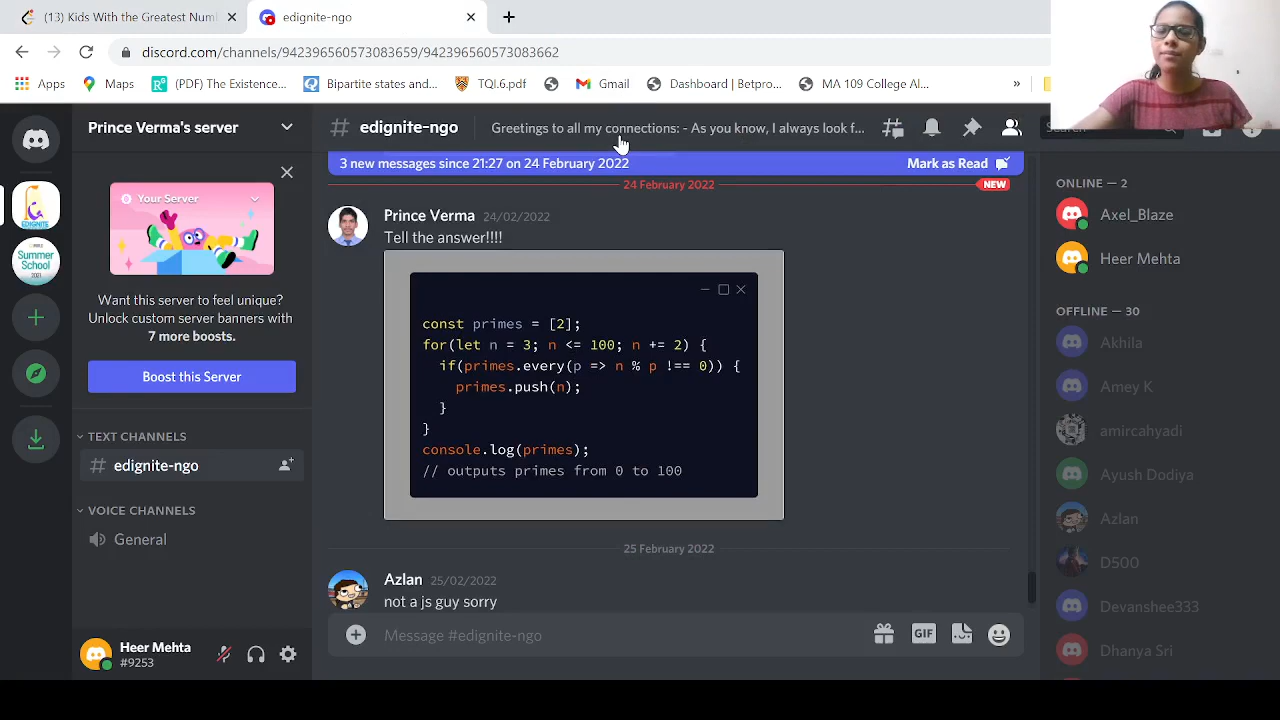 (13) Kids With the Greatest Num
edignite-ngo
discord.com/channels/942396560573083659/942396560573083662
Apps
Maps
(PDF) The Existence...
Bipartite states and...
TQI.6.pdf
Gmail
Dashboard | Betpro...
MA 109 College Al...
»
Prince Verma's server
# edignite-ngo
Greetings to all my connections: - As you know, I always look f...
3 new messages since 21:27 on 24 February 2022
Mark as Read
24 February 2022
NEW
EDIGNITE
Summer
School
2021
Your Server
Want this server to feel unique?
Unlock custom server banners with
7 more boosts.
Boost this Server
TEXT CHANNELS
# edignite-ngo
VOICE CHANNELS
General
Heer Mehta
#9253
Prince Verma 24/02/2022
Tell the answer!!!!
const primes = [2];
for(let n = 3; n <= 100; n += 2) {
if(primes.every(p => n % p !== 0)) {
primes.push(n);
}
}
console.log(primes);
// outputs primes from 0 to 100
25 February 2022
Azlan 25/02/2022
not a js guy sorry
Message #edignite-ngo
GIF
Search
ONLINE — 2
Axel_Blaze
Heer Mehta
OFFLINE — 30
Akhila
Amey K
amircahyadi
Ayush Dodiya
Azlan
D500
Devanshee333
Dhanya Sri